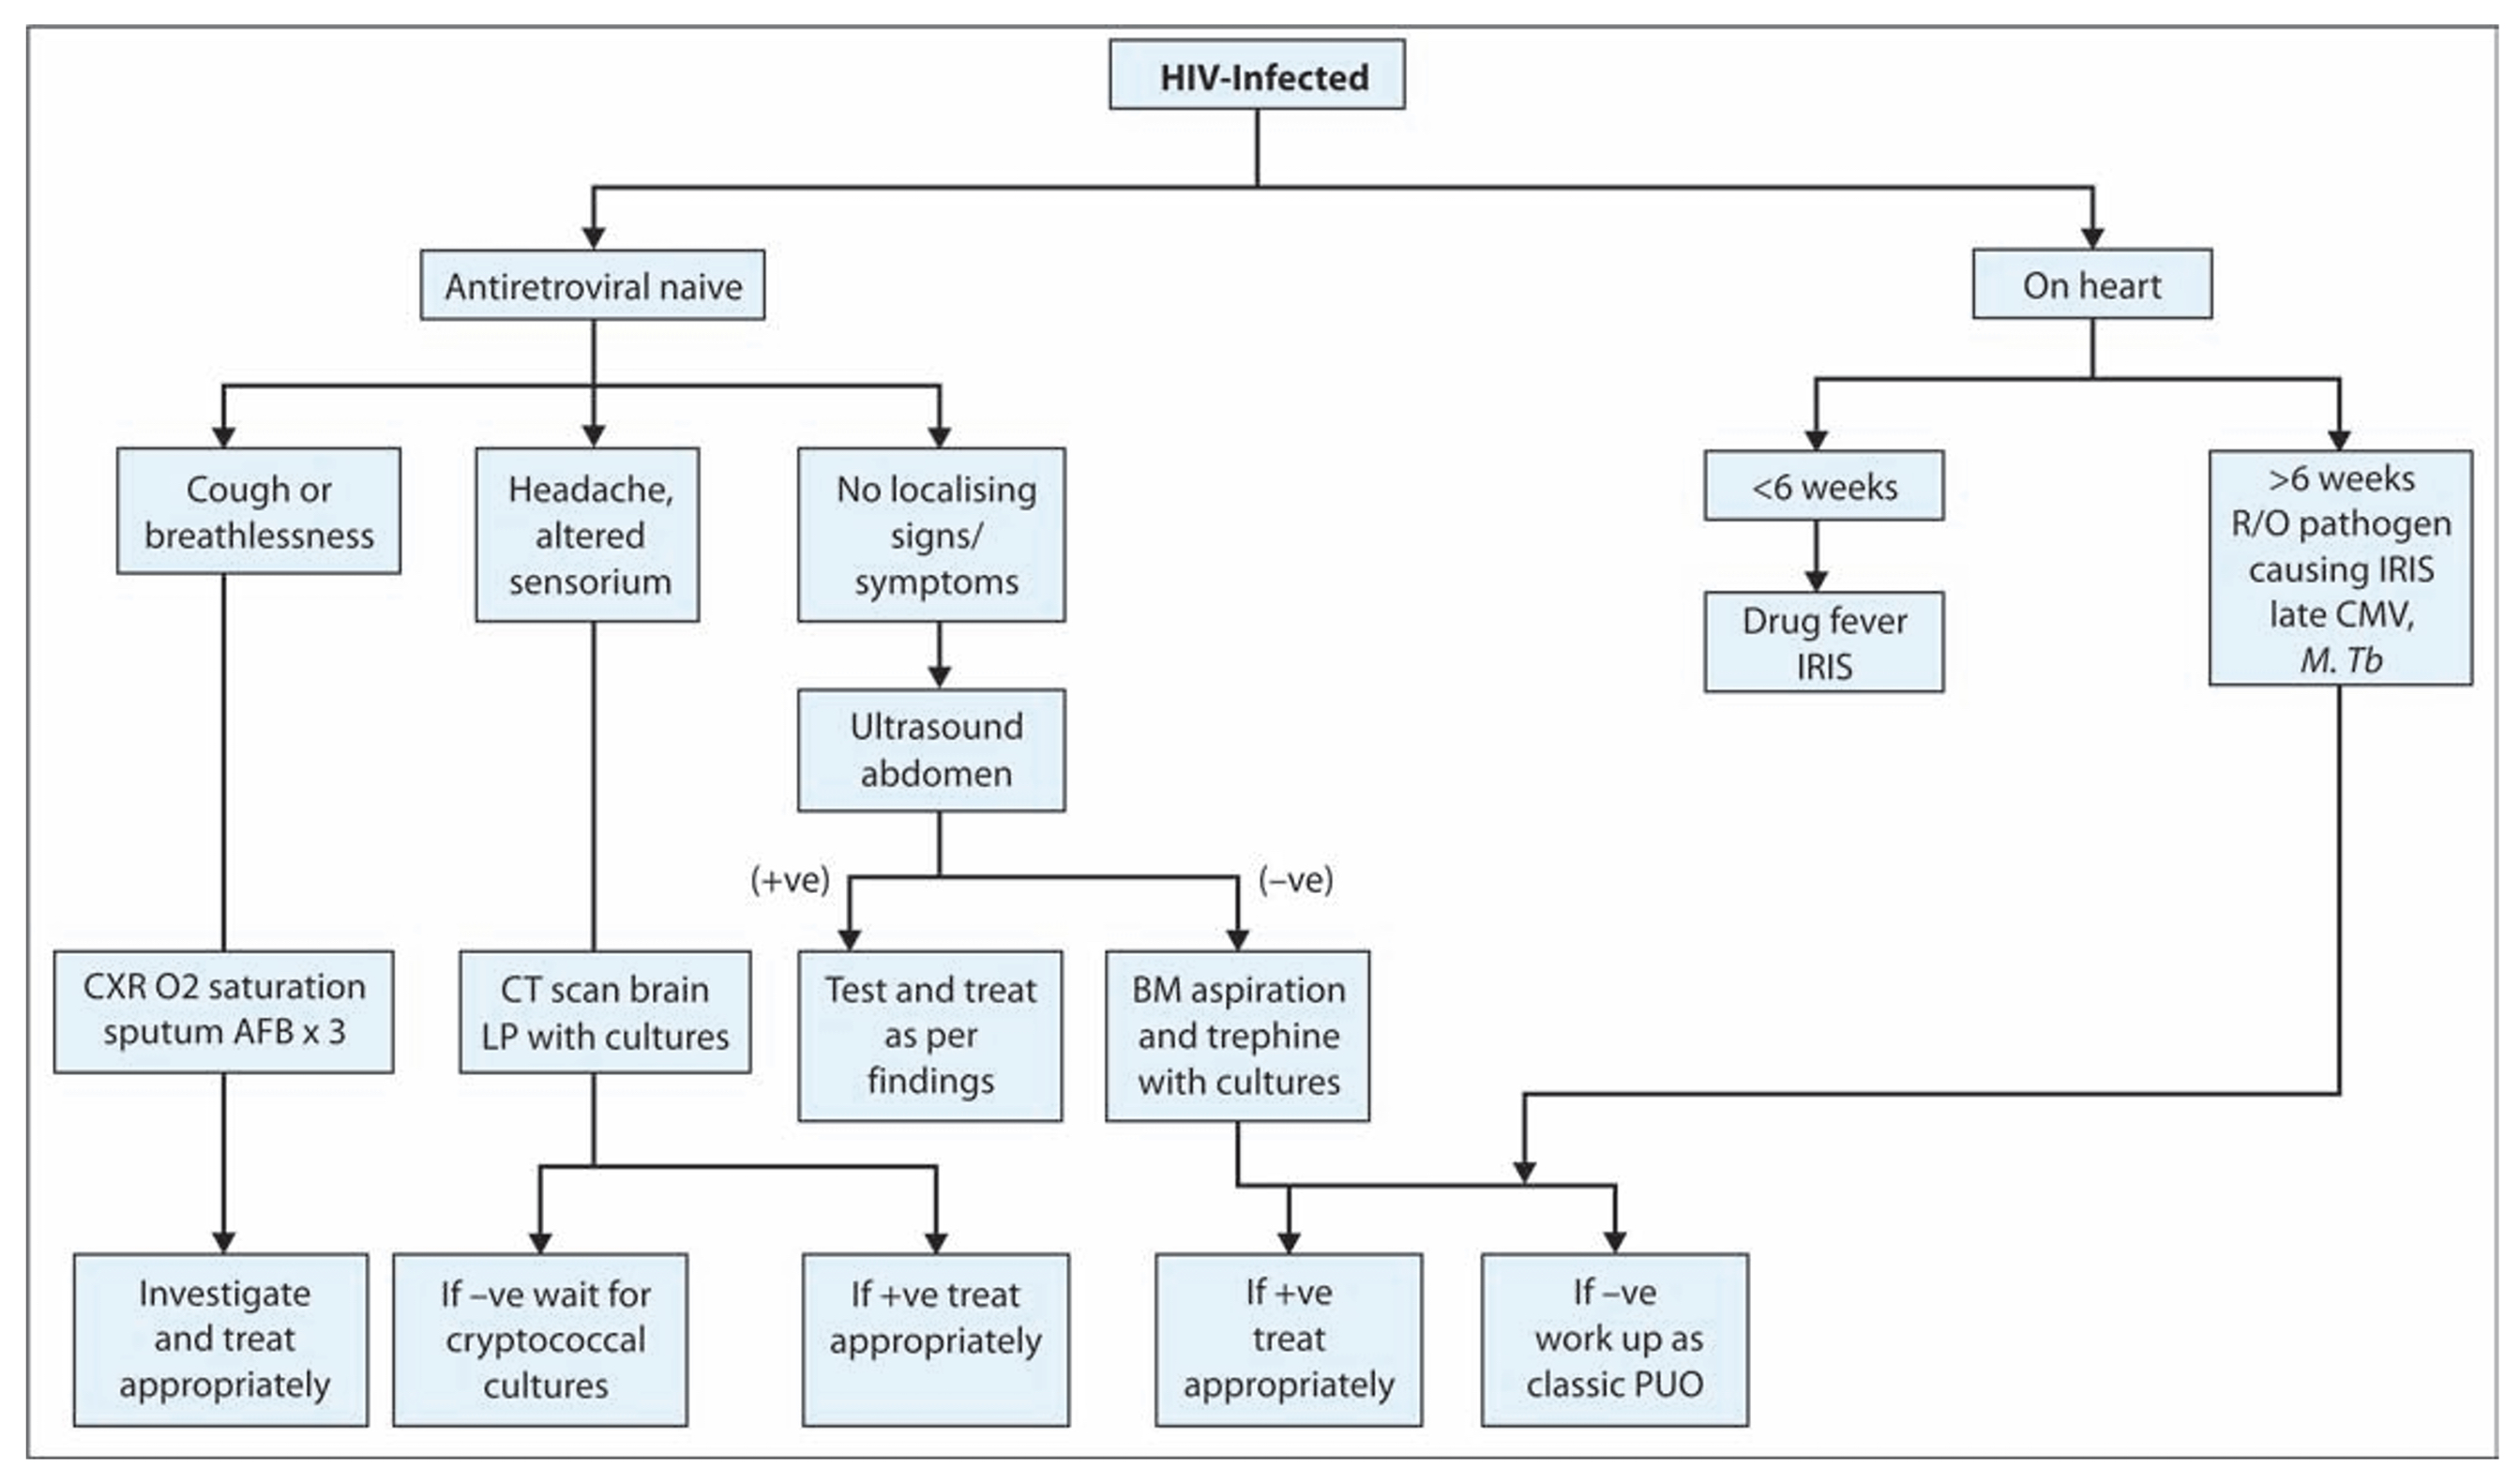 HIV-Infected
Antiretroviral naive
On heart
Cough or
breathlessness
Headache,
altered
sensorium
No localising
signs/
symptoms
<6 weeks
>6 weeks
R/O pathogen
causing IRIS
late CMV,
M. Tb
Drug fever
IRIS
Ultrasound
abdomen
(+ve)
(–ve)
CXR O2 saturation
sputum AFB x 3
CT scan brain
LP with cultures
Test and treat
as per
findings
BM aspiration
and trephine
with cultures
Investigate
and treat
appropriately
If –ve wait for
cryptococcal
cultures
If +ve treat
appropriately
If +ve
treat
appropriately
If –ve
work up as
classic PUO